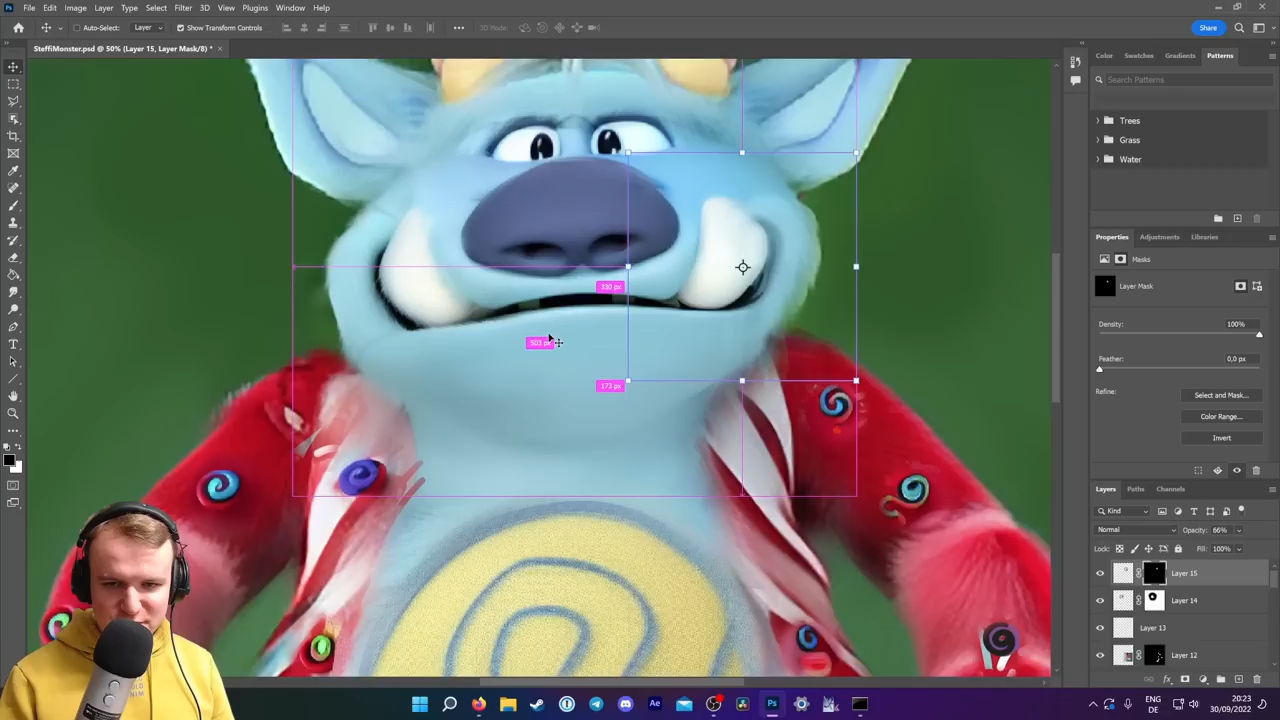 File Edit Image Layer Type Select Filter 3D View Plugins Window Help
Auto-Select: Layer Show Transform Controls 3D Mode: Share
SteffiMonster.psd @ 50% (Layer 15, Layer Mask/8) *
Color Swatches Gradients Patterns
Search Patterns
Trees
Grass
Water
Properties Adjustments Libraries
Masks
Layer Mask
Density: 100%
Feather: 0,0 px
Refine: Select and Mask...
Color Range...
Invert
330 px
503 px
173 px
Layers Paths Channels
Kind
Normal Opacity: 66%
Lock: Fill: 100%
Layer 15
Layer 14
Layer 13
Layer 12
ENG
DE
20:23
30/09/2022